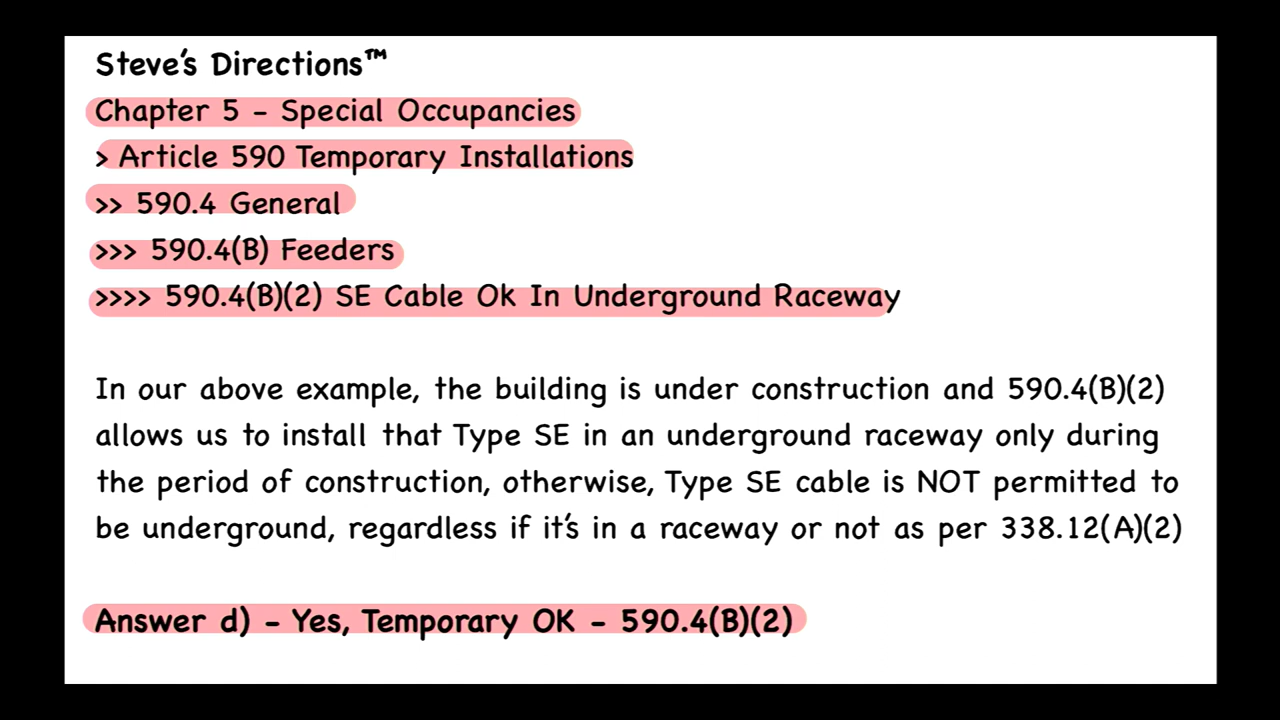 Steve's Directions™
Chapter 5 - Special Occupancies
> Article 590 Temporary Installations
>> 590.4 General
>>> 590.4(B) Feeders
>>>> 590.4(B)(2) SE Cable Ok In Underground Raceway
In our above example, the building is under construction and 590.4(B)(2)
allows us to install that Type SE in an underground raceway only during
the period of construction, otherwise, Type SE cable is NOT permitted to
be underground, regardless if it's in a raceway or not as per 338.12(A)(2)
Answer d) - Yes, Temporary OK - 590.4(B)(2)